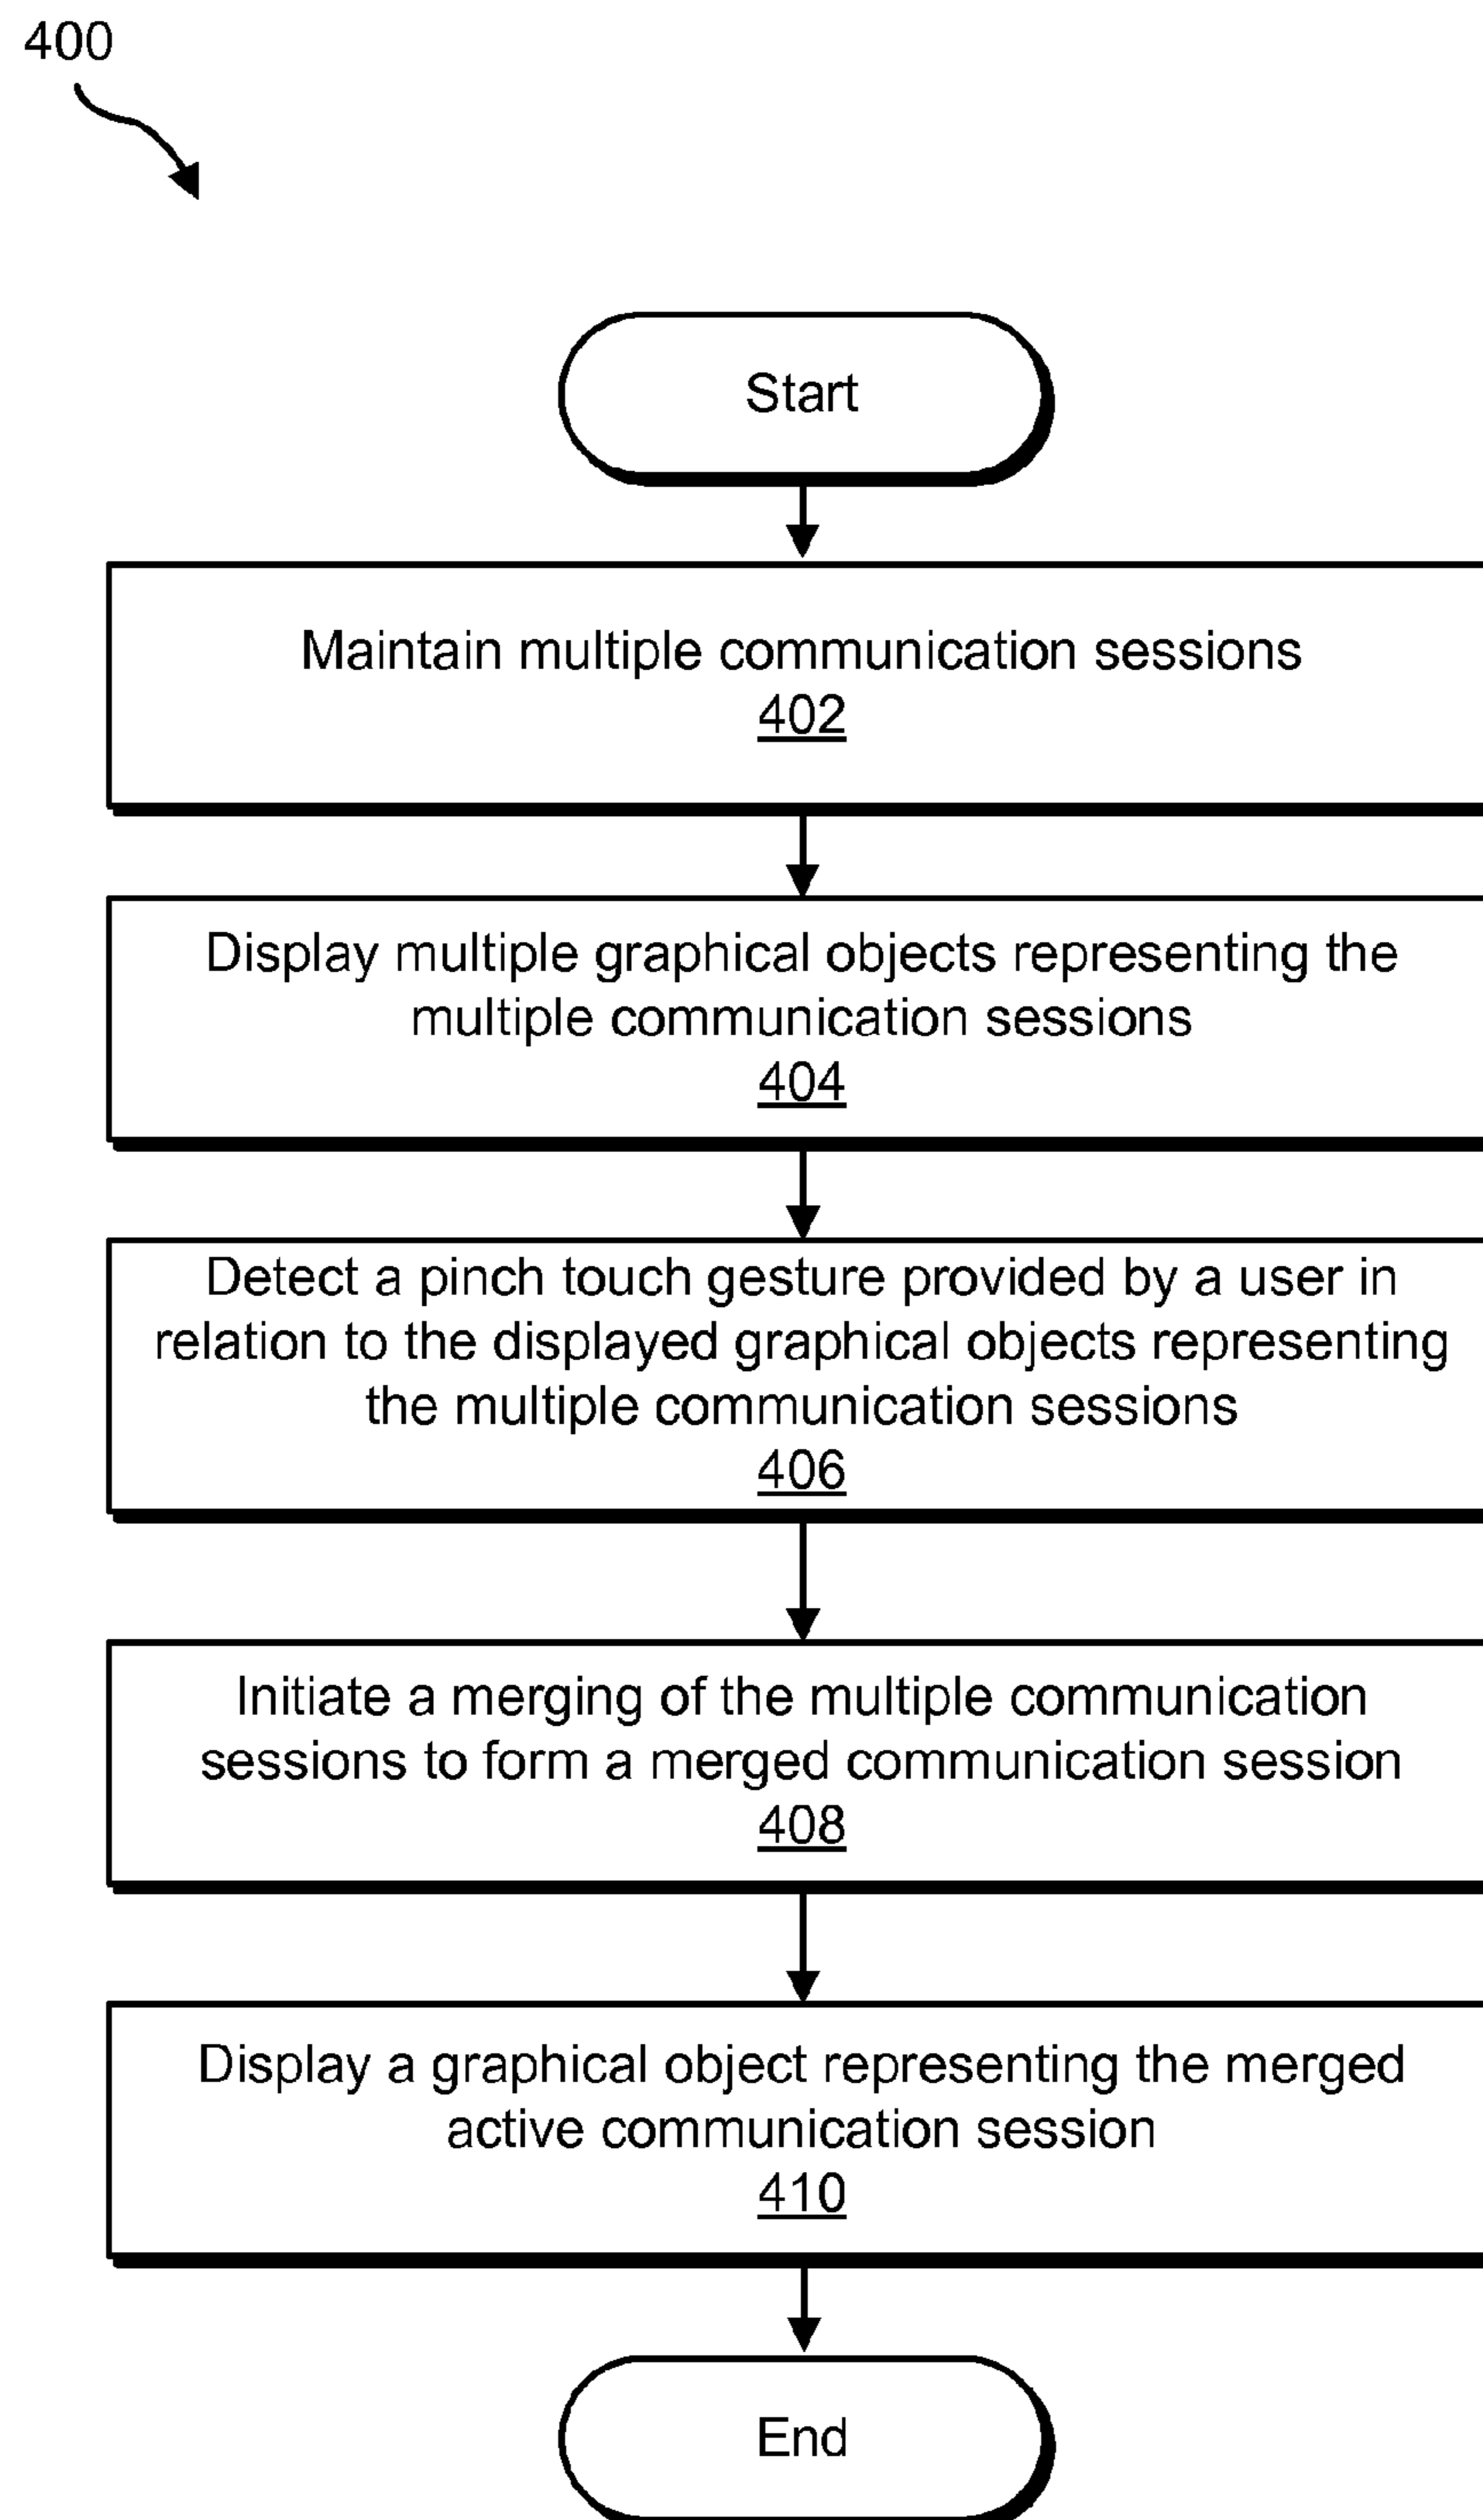 400
Start
Maintain multiple communication sessions
402
Display multiple graphical objects representing the
multiple communication sessions
404
Detect a pinch touch gesture provided by a user in
relation to the displayed graphical objects representing
the multiple communication sessions
406
Initiate a merging of the multiple communication
sessions to form a merged communication session
408
Display a graphical object representing the merged
active communication session
410
End